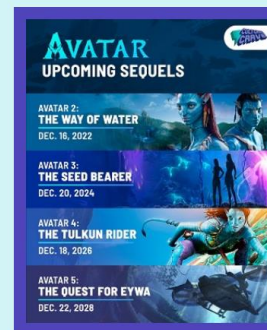 AVATAR
UPCOMING SEQUELS
AVATAR 2:
THE WAY OF WATER
DEC. 16, 2022
AVATAR 3:
THE SEED BEARER
DEC. 20, 2024
AVATAR 4:
THE TULKUN RIDER
DEC. 18, 2026
AVATAR 5:
THE QUEST FOR EYWA
DEC. 22, 2028